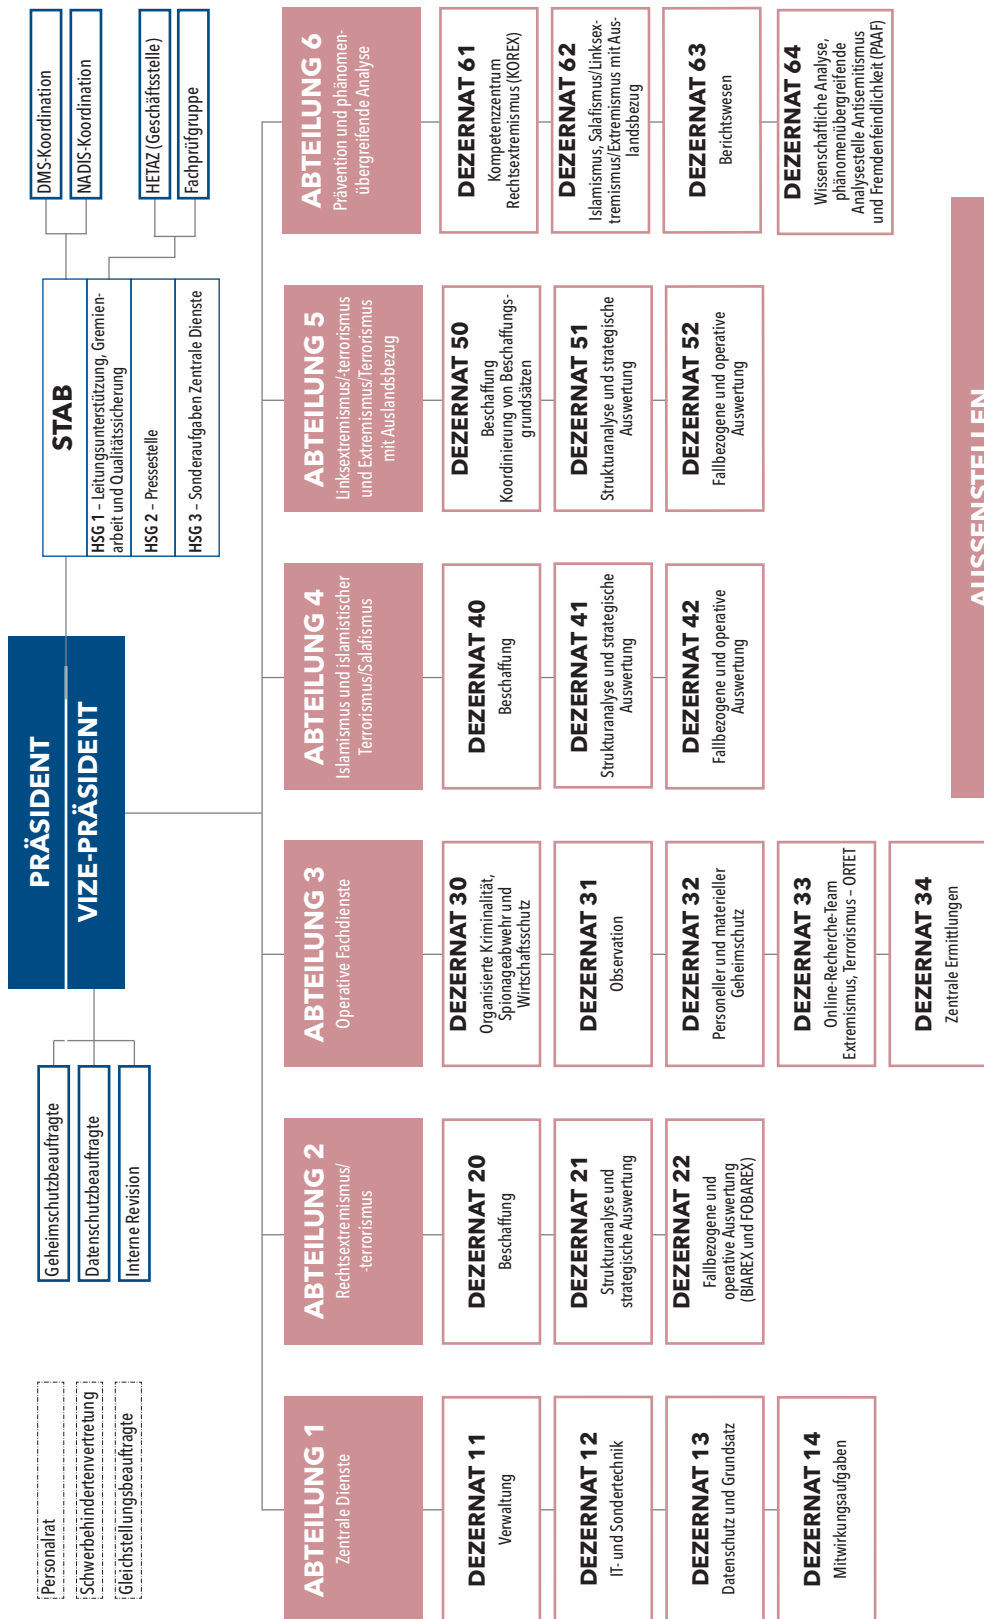 Personalrat
Schwerbehindertenvertretung
Gleichstellungsbeauftragte
Geheimschutzbeauftragte
Datenschutzbeauftragte
Interne Revision
PRÄSIDENT
VIZE-PRÄSIDENT
STAB
HSG 1 – Leitungsunterstützung, Gremien-
arbeit und Qualitätssicherung
HSG 2 – Pressestelle
HSG 3 – Sonderaufgaben Zentrale Dienste
DMS-Koordination
NADIS-Koordination
HETAZ (Geschäftsstelle)
Fachprüfgruppe
ABTEILUNG 1
Zentrale Dienste
DEZERNAT 11
Verwaltung
DEZERNAT 12
IT- und Sondertechnik
DEZERNAT 13
Datenschutz und Grundsatz
DEZERNAT 14
Mitwirkungsaufgaben
ABTEILUNG 2
Rechtsextremismus/
-terrorismus
DEZERNAT 20
Beschaffung
DEZERNAT 21
Strukturanalyse und
strategische Auswertung
DEZERNAT 22
Fallbezogene und
operative Auswertung
(BIAREX und FOBAREX)
ABTEILUNG 3
Operative Fachdienste
DEZERNAT 30
Organisierte Kriminalität,
Spionageabwehr und
Wirtschaftsschutz
DEZERNAT 31
Observation
DEZERNAT 32
Personeller und materieller
Geheimschutz
DEZERNAT 33
Online-Recherche-Team
Extremismus, Terrorismus – ORTET
DEZERNAT 34
Zentrale Ermittlungen
ABTEILUNG 4
Islamismus und islamistischer
Terrorismus/Salafismus
DEZERNAT 40
Beschaffung
DEZERNAT 41
Strukturanalyse und strategische
Auswertung
DEZERNAT 42
Fallbezogene und operative
Auswertung
ABTEILUNG 5
Linksextremismus/-terrorismus
und Extremismus/Terrorismus
mit Auslandsbezug
DEZERNAT 50
Beschaffung
Koordinierung von Beschaffungs-
grundsätzen
DEZERNAT 51
Strukturanalyse und strategische
Auswertung
DEZERNAT 52
Fallbezogene und operative
Auswertung
ABTEILUNG 6
Prävention und phänomen-
übergreifende Analyse
DEZERNAT 61
Kompetenzzentrum
Rechtsextremismus (KOREX)
DEZERNAT 62
Islamismus, Salafismus/Linksex-
tremismus/Extremismus mit Aus-
landsbezug
DEZERNAT 63
Berichtswesen
DEZERNAT 64
Wissenschaftliche Analyse,
phänomenübergreifende
Analysestelle Antisemitismus
und Fremdenfeindlichkeit (PAAF)
AUSSENSTELLEN